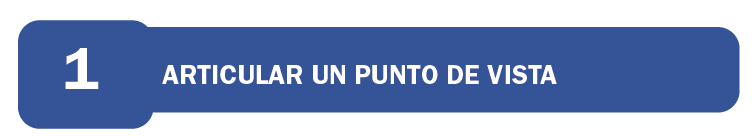 1
ARTICULAR UN PUNTO DE VISTA